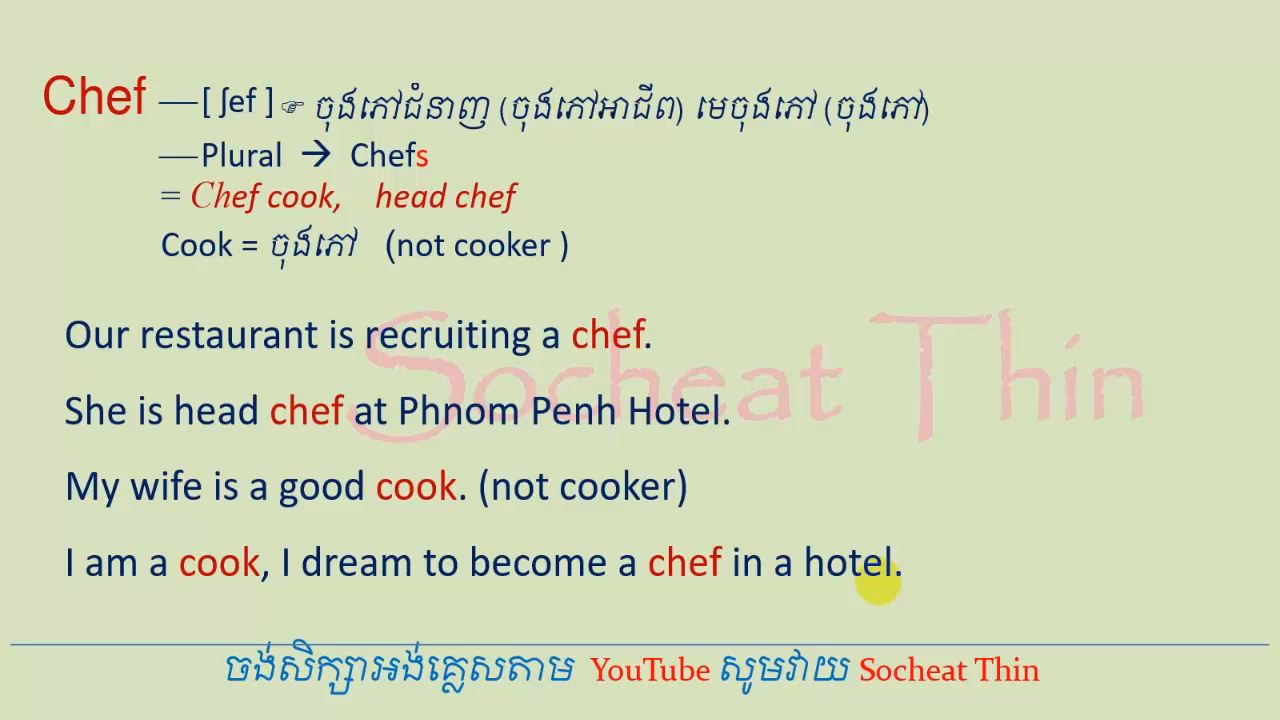 Chef —[ ʃef ] ☞ ចុងភៅជំនាញ (ចុងភៅអាជីព) មេចុងភៅ (ចុងភៅ)
—Plural → Chefs
= Chef cook, head chef
Cook = ចុងភៅ (not cooker )
Our restaurant is recruiting a chef.
Socheat Thin
She is head chef at Phnom Penh Hotel.
My wife is a good cook. (not cooker)
I am a cook, I dream to become a chef in a hotel.
ចង់សិក្សាអង់គ្លេសតាម YouTube សូមវាយ Socheat Thin